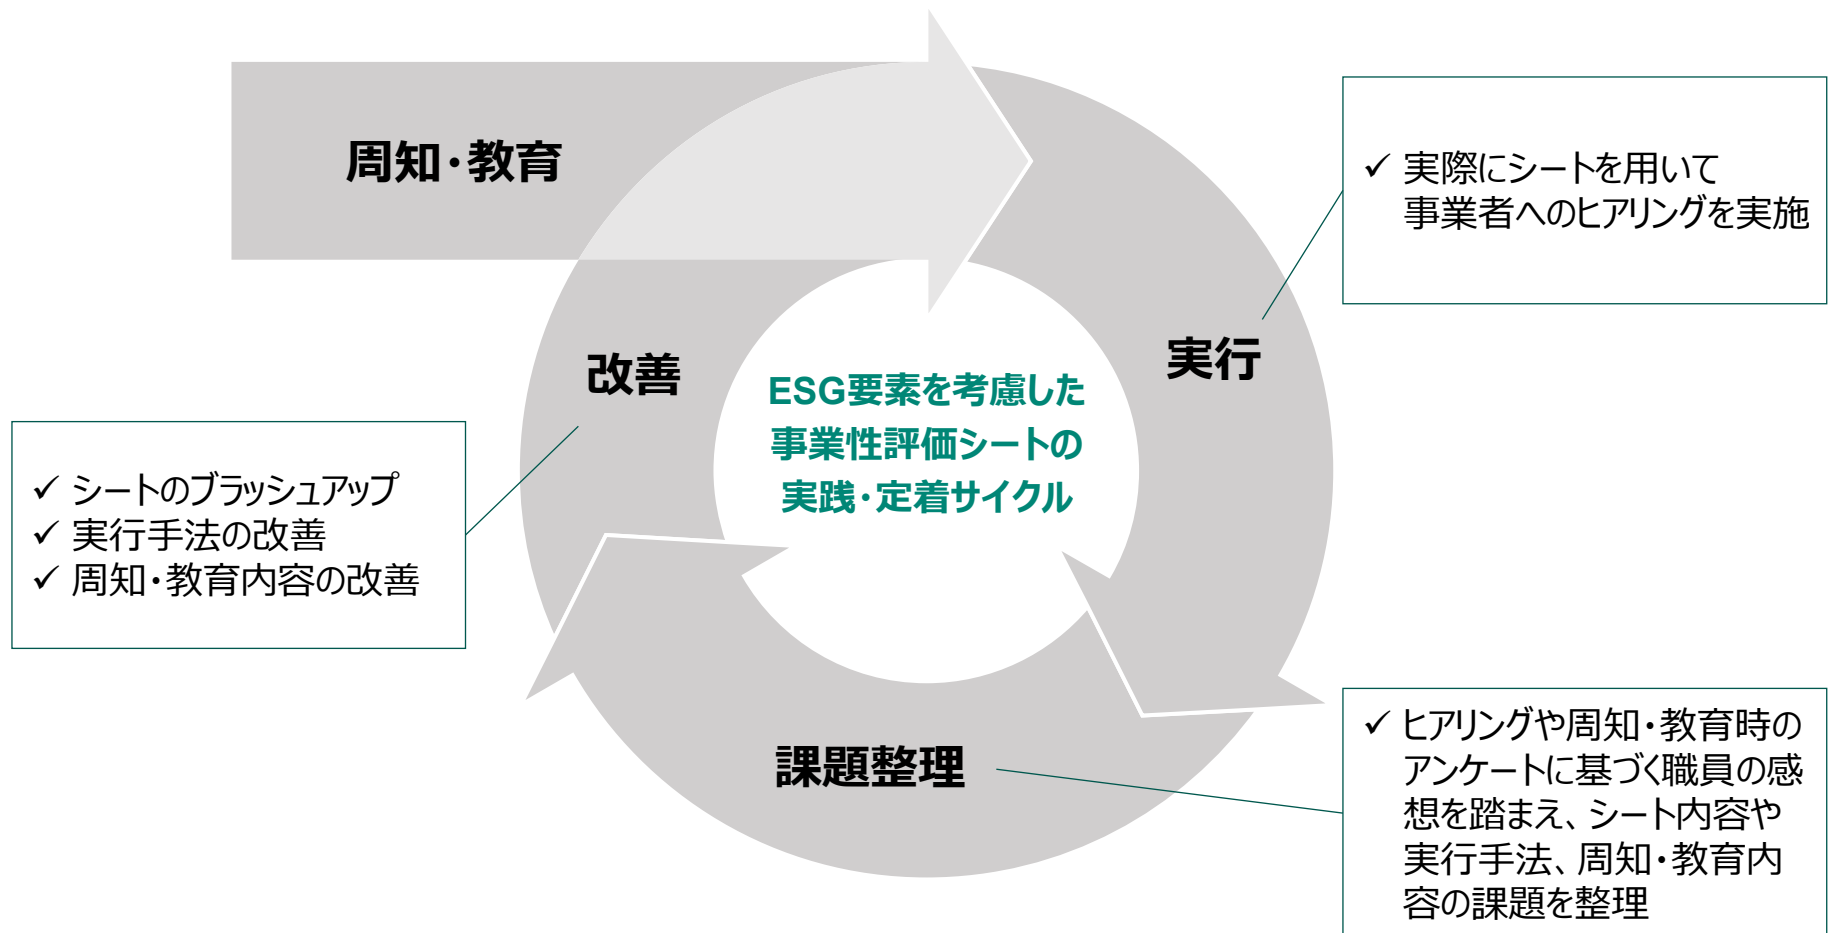 周知・教育
✓ 実際にシートを用いて
事業者へのヒアリングを実施
実行
改善
ESG要素を考慮した
事業性評価シートの
実践・定着サイクル
✓ シートのブラッシュアップ
✓ 実行手法の改善
✓ 周知・教育内容の改善
課題整理
✓ ヒアリングや周知・教育時の
アンケートに基づく職員の感
想を踏まえ、シート内容や
実行手法、周知・教育内
容の課題を整理